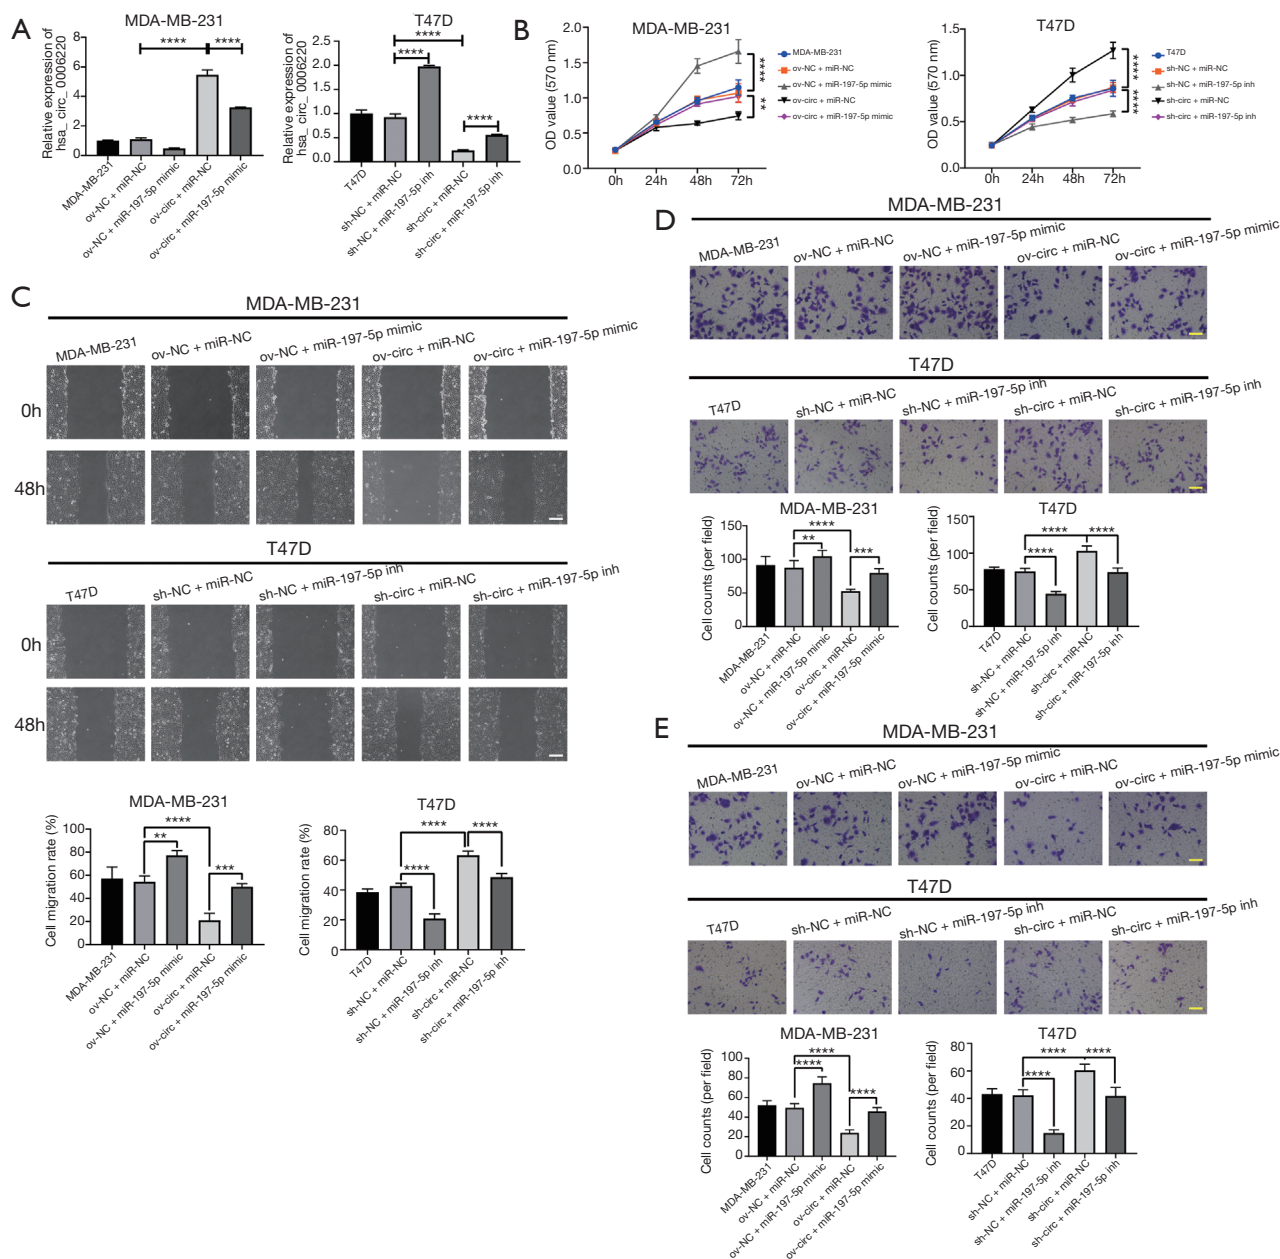 A
MDA-MB-231
Relative expression of
hsa_circ_0006220
8
6
4
2
0
****
****
MDA-MB-231
ov-NC + miR-NC
ov-NC + miR-197-5p mimic
ov-circ + miR-NC
ov-circ + miR-197-5p mimic
T47D
Relative expression of
hsa_circ_0006220
2.5
2.0
1.5
1.0
0.5
0.0
****
****
****
T47D
sh-NC + miR-NC
sh-NC + miR-197-5p inh
sh-circ + miR-NC
sh-circ + miR-197-5p inh
B
MDA-MB-231
OD value (570 nm)
2.0
1.5
1.0
0.5
0.0
0h
24h
48h
72h
****
**
MDA-MB-231
ov-NC + miR-NC
ov-NC + miR-197-5p mimic
ov-circ + miR-NC
ov-circ + miR-197-5p mimic
T47D
OD value (570 nm)
1.5
1.0
0.5
0.0
0h
24h
48h
72h
****
****
T47D
sh-NC + miR-NC
sh-NC + miR-197-5p inh
sh-circ + miR-NC
sh-circ + miR-197-5p inh
C
MDA-MB-231
MDA-MB-231
ov-NC + miR-NC
ov-NC + miR-197-5p mimic
ov-circ + miR-NC
ov-circ + miR-197-5p mimic
0h
48h
T47D
T47D
sh-NC + miR-NC
sh-NC + miR-197-5p inh
sh-circ + miR-NC
sh-circ + miR-197-5p inh
0h
48h
MDA-MB-231
Cell migration rate (%)
100
80
60
40
20
0
****
**
***
MDA-MB-231
ov-NC + miR-NC
ov-NC + miR-197-5p mimic
ov-circ + miR-NC
ov-circ + miR-197-5p mimic
T47D
Cell migration rate (%)
80
60
40
20
0
****
****
****
T47D
sh-NC + miR-NC
sh-NC + miR-197-5p inh
sh-circ + miR-NC
sh-circ + miR-197-5p inh
D
MDA-MB-231
MDA-MB-231
ov-NC + miR-NC
ov-NC + miR-197-5p mimic
ov-circ + miR-NC
ov-circ + miR-197-5p mimic
T47D
T47D
sh-NC + miR-NC
sh-NC + miR-197-5p inh
sh-circ + miR-NC
sh-circ + miR-197-5p inh
MDA-MB-231
Cell counts (per field)
150
100
50
0
****
**
***
MDA-MB-231
ov-NC + miR-NC
ov-NC + miR-197-5p mimic
ov-circ + miR-NC
ov-circ + miR-197-5p mimic
T47D
Cell counts (per field)
150
100
50
0
****
****
****
T47D
sh-NC + miR-NC
sh-NC + miR-197-5p inh
sh-circ + miR-NC
sh-circ + miR-197-5p inh
E
MDA-MB-231
MDA-MB-231
ov-NC + miR-NC
ov-NC + miR-197-5p mimic
ov-circ + miR-NC
ov-circ + miR-197-5p mimic
T47D
T47D
sh-NC + miR-NC
sh-NC + miR-197-5p inh
sh-circ + miR-NC
sh-circ + miR-197-5p inh
MDA-MB-231
Cell counts (per field)
100
80
60
40
20
0
****
****
****
MDA-MB-231
ov-NC + miR-NC
ov-NC + miR-197-5p mimic
ov-circ + miR-NC
ov-circ + miR-197-5p mimic
T47D
Cell counts (per field)
80
60
40
20
0
****
****
****
T47D
sh-NC + miR-NC
sh-NC + miR-197-5p inh
sh-circ + miR-NC
sh-circ + miR-197-5p inh